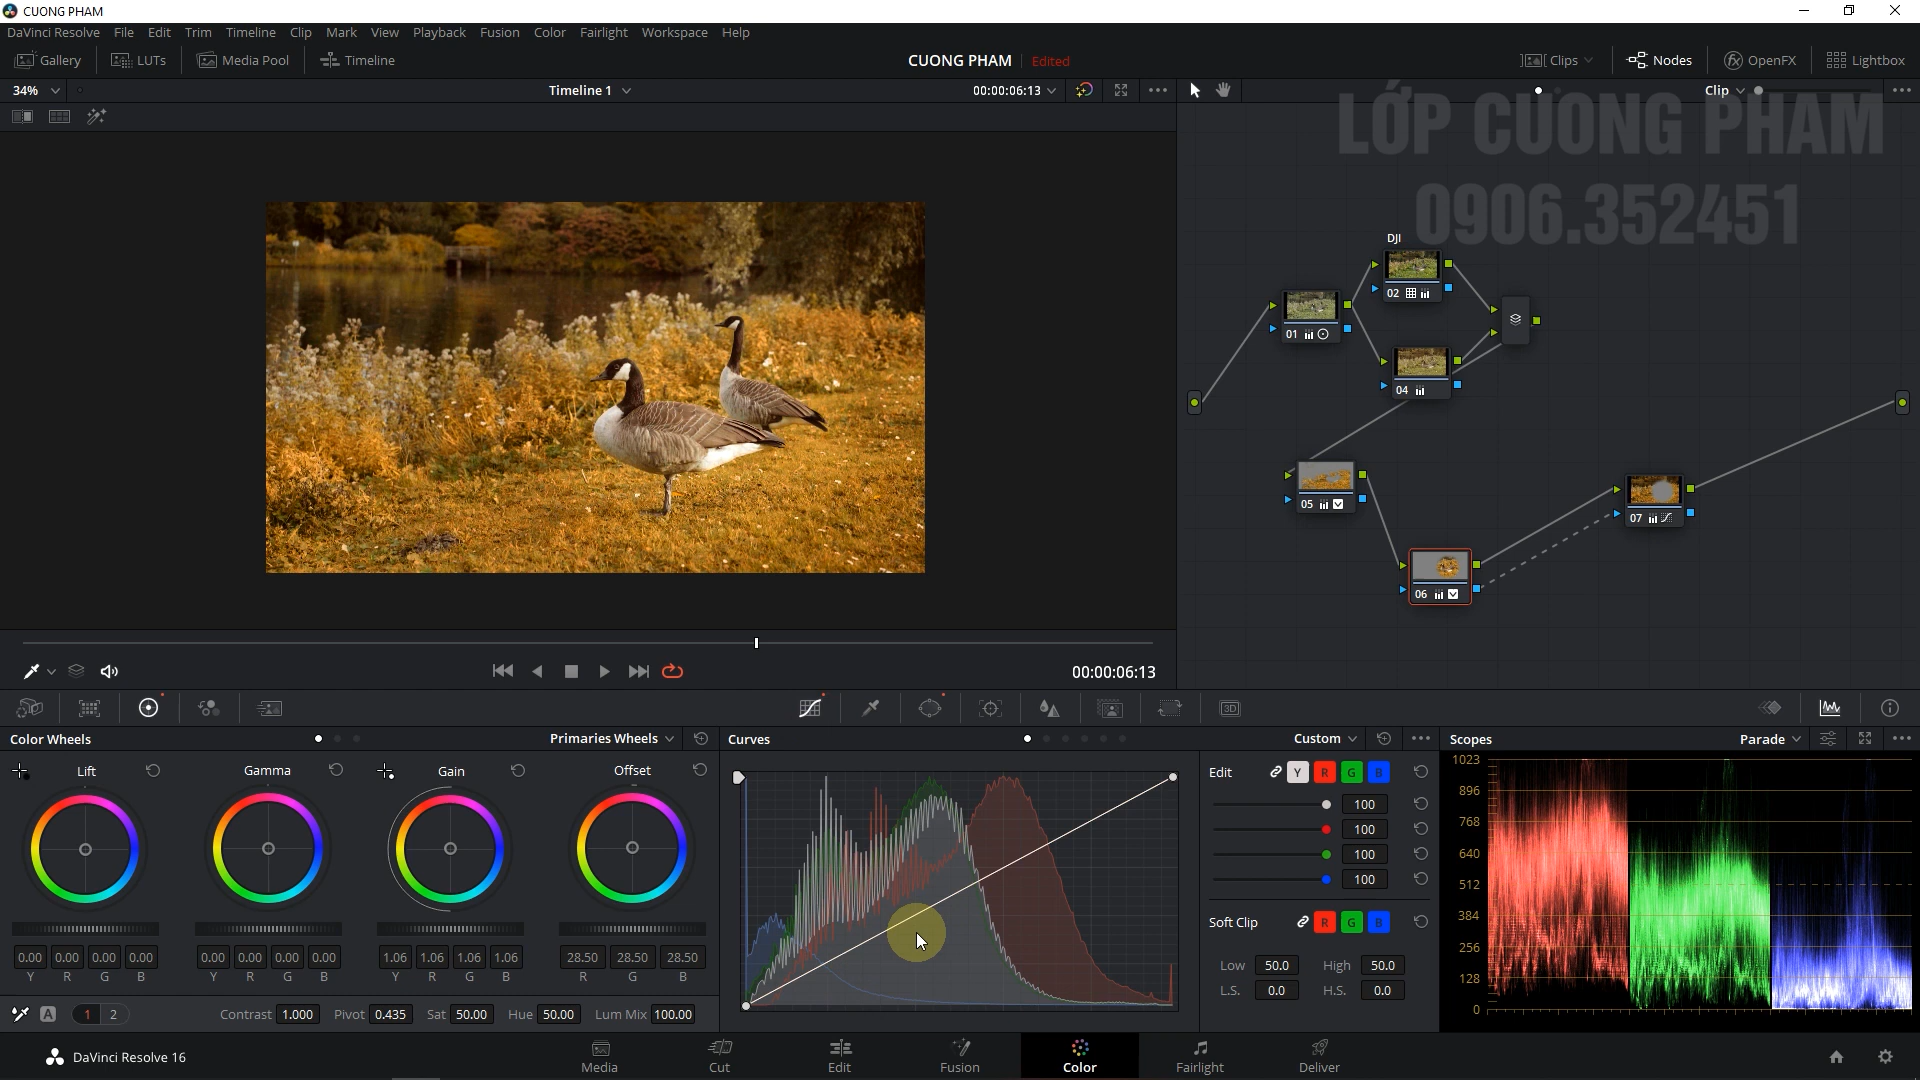 CUONG PHAM
DaVinci Resolve File Edit Trim Timeline Clip Mark View Playback Fusion Color Fairlight Workspace Help
Gallery LUTs Media Pool Timeline CUONG PHAM Edited Clips Nodes OpenFX Lightbox
34% Timeline 1 00:00:06:13 Clip
LỚP CUONG PHAM
0906.352451
DJI
02
01
04
05
07
06
00:00:06:13
Color Wheels Primaries Wheels Curves Custom Scopes Parade
Lift Gamma Gain Offset
Edit Y R G B
100
100
100
100
Soft Clip R G B
Low 50.0 High 50.0
L.S. 0.0 H.S. 0.0
1023
896
768
640
512
384
256
128
0
0.00 0.00 0.00 0.00 0.00 0.00 0.00 0.00 1.06 1.06 1.06 1.06 28.50 28.50 28.50
Y R G B Y R G B Y R G B R G B
A 1 2 Contrast 1.000 Pivot 0.435 Sat 50.00 Hue 50.00 Lum Mix 100.00
DaVinci Resolve 16
Media Cut Edit Fusion Color Fairlight Deliver
3D